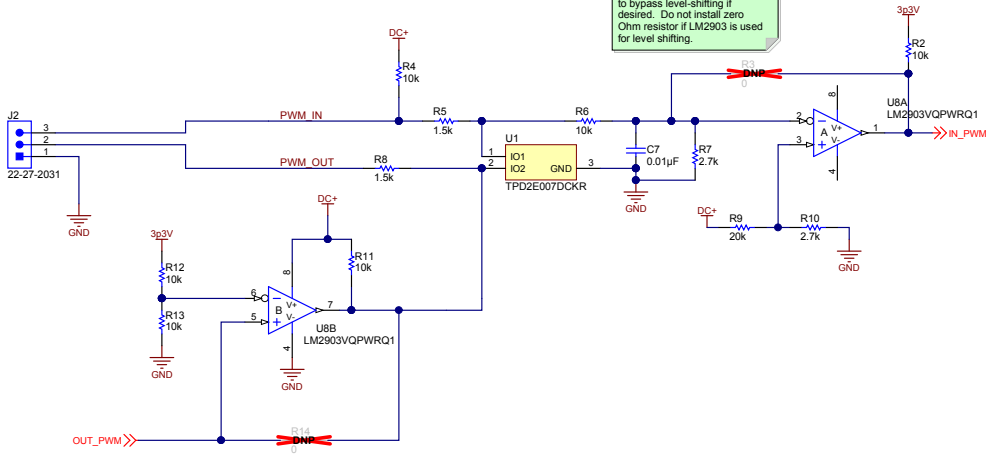 to bypass level-shifting if
desired. Do not install zero
Ohm resistor if LM2903 is used
for level shifting.
3p3V
R2
10k
DC+
R4
10k
R3
DNP
0
J2
3
2
1
22-27-2031
GND
PWM_IN
R5
1.5k
R6
10k
U8A
LM2903VQPWRQ1
8
2
V+
A
V-
3
1
4
IN_PWM
PWM_OUT
R8
1.5k
U1
1
IO1
2
IO2
GND
3
TPD2E007DCKR
C7
0.01µF
R7
2.7k
GND
DC+
R9
20k
R10
2.7k
GND
3p3V
R12
10k
R13
10k
GND
DC+
R11
10k
8
6
V+
B
V-
5
7
4
U8B
LM2903VQPWRQ1
GND
OUT_PWM
R14
DNP
0